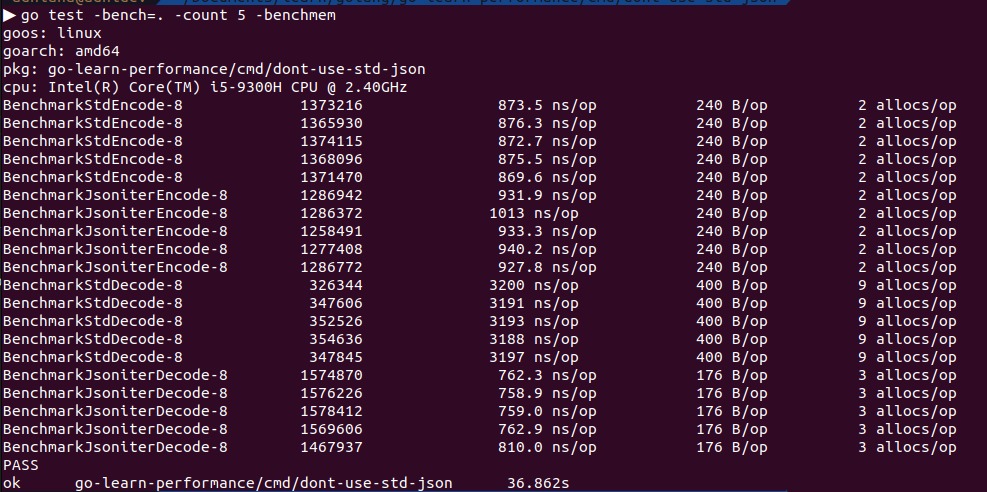 ▶ go test -bench=. -count 5 -benchmem
goos: linux
goarch: amd64
pkg: go-learn-performance/cmd/dont-use-std-json
cpu: Intel(R) Core(TM) i5-9300H CPU @ 2.40GHz
BenchmarkStdEncode-8 1373216 873.5 ns/op 240 B/op 2 allocs/op
BenchmarkStdEncode-8 1365930 876.3 ns/op 240 B/op 2 allocs/op
BenchmarkStdEncode-8 1374115 872.7 ns/op 240 B/op 2 allocs/op
BenchmarkStdEncode-8 1368096 875.5 ns/op 240 B/op 2 allocs/op
BenchmarkStdEncode-8 1371470 869.6 ns/op 240 B/op 2 allocs/op
BenchmarkJsoniterEncode-8 1286942 931.9 ns/op 240 B/op 2 allocs/op
BenchmarkJsoniterEncode-8 1286372 1013 ns/op 240 B/op 2 allocs/op
BenchmarkJsoniterEncode-8 1258491 933.3 ns/op 240 B/op 2 allocs/op
BenchmarkJsoniterEncode-8 1277408 940.2 ns/op 240 B/op 2 allocs/op
BenchmarkJsoniterEncode-8 1286772 927.8 ns/op 240 B/op 2 allocs/op
BenchmarkStdDecode-8 326344 3200 ns/op 400 B/op 9 allocs/op
BenchmarkStdDecode-8 347606 3191 ns/op 400 B/op 9 allocs/op
BenchmarkStdDecode-8 352526 3193 ns/op 400 B/op 9 allocs/op
BenchmarkStdDecode-8 354636 3188 ns/op 400 B/op 9 allocs/op
BenchmarkStdDecode-8 347845 3197 ns/op 400 B/op 9 allocs/op
BenchmarkJsoniterDecode-8 1574870 762.3 ns/op 176 B/op 3 allocs/op
BenchmarkJsoniterDecode-8 1576226 758.9 ns/op 176 B/op 3 allocs/op
BenchmarkJsoniterDecode-8 1578412 759.0 ns/op 176 B/op 3 allocs/op
BenchmarkJsoniterDecode-8 1569606 762.9 ns/op 176 B/op 3 allocs/op
BenchmarkJsoniterDecode-8 1467937 810.0 ns/op 176 B/op 3 allocs/op
PASS
ok go-learn-performance/cmd/dont-use-std-json 36.862s